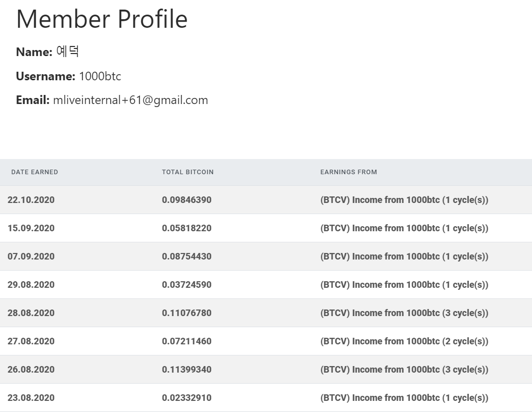 Member Profile
Name: 예덕
Username: 1000btc
Email: mliveinternal+61@gmail.com
DATE EARNED TOTAL BITCOIN EARNINGS FROM
22.10.2020 0.09846390 (BTCV) Income from 1000btc (1 cycle(s))
15.09.2020 0.05818220 (BTCV) Income from 1000btc (1 cycle(s))
07.09.2020 0.08754430 (BTCV) Income from 1000btc (1 cycle(s))
29.08.2020 0.03724590 (BTCV) Income from 1000btc (1 cycle(s))
28.08.2020 0.11076780 (BTCV) Income from 1000btc (3 cycle(s))
27.08.2020 0.07211460 (BTCV) Income from 1000btc (2 cycle(s))
26.08.2020 0.11399340 (BTCV) Income from 1000btc (3 cycle(s))
23.08.2020 0.02332910 (BTCV) Income from 1000btc (1 cycle(s))